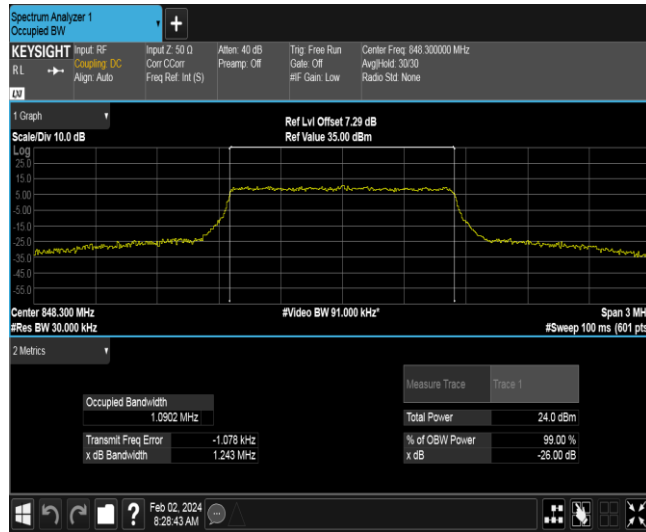 Spectrum Analyzer 1
Occupied BW
+
KEYSIGHT
RL
LXI
Input: RF
Coupling: DC
Align: Auto
Input Z: 50 Ω
Corr CCorr
Freq Ref: Int (S)
Atten: 40 dB
Preamp: Off
Trig: Free Run
Gate: Off
#IF Gain: Low
Center Freq: 848.300000 MHz
Avg|Hold: 30/30
Radio Std: None
1 Graph
Scale/Div 10.0 dB
Ref Lvl Offset 7.29 dB
Ref Value 35.00 dBm
Log
25.0
15.0
5.00
-5.00
-15.0
-25.0
-35.0
-45.0
-55.0
Center 848.300 MHz
#Video BW 91.000 kHz*
Span 3 MH
#Res BW 30.000 kHz
#Sweep 100 ms (601 pts
2 Metrics
Measure Trace Trace 1
Occupied Bandwidth
1.0902 MHz
Total Power 24.0 dBm
Transmit Freq Error -1.078 kHz
% of OBW Power 99.00 %
x dB Bandwidth 1.243 MHz
x dB -26.00 dB
?
Feb 02, 2024
8:28:43 AM